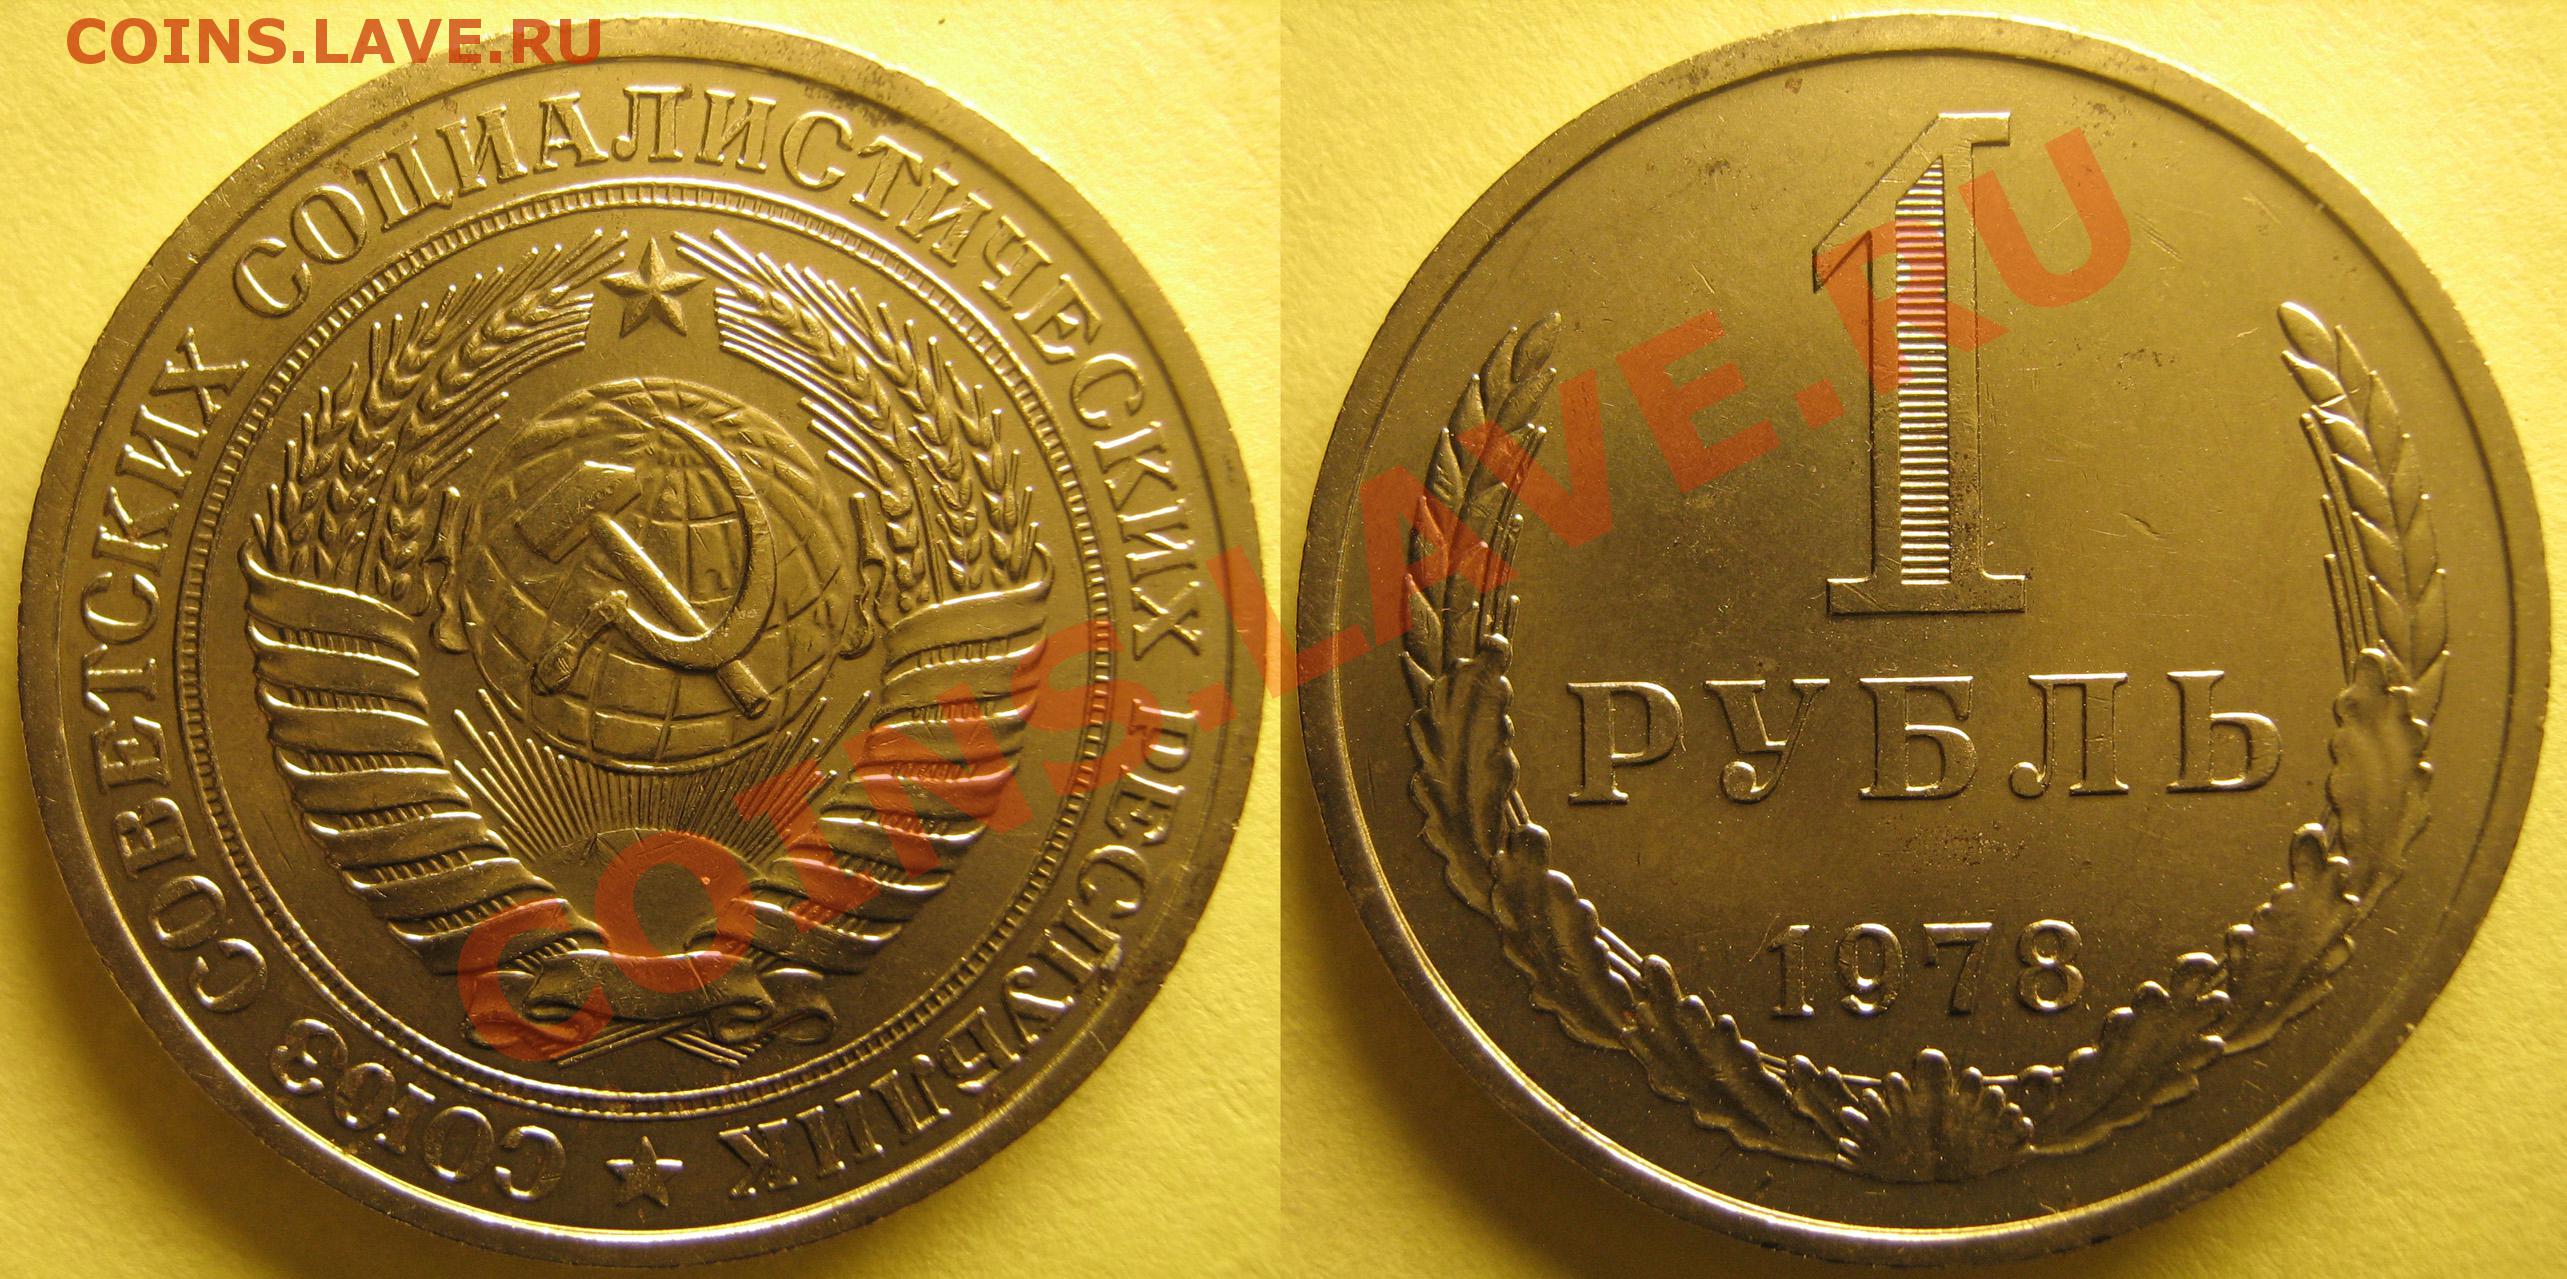 COINS.LAVE.RU
СОЮЗ СОВЕТСКИХ СОЦИАЛИСТИЧЕСКИХ РЕСПУБЛИК
1
РУБЛЬ
1978
COINS.LAVE.RU